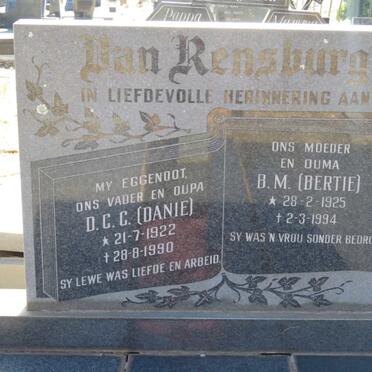 Van Rensburg
IN LIEFDEVOLLE HERINNERING AAN
MY EGGENOOT,
ONS VADER EN OUPA
D.C.C. (DANIE)
★ 21-7-1922
† 28-8-1990
SY LEWE WAS LIEFDE EN ARBEID
ONS MOEDER
EN OUMA
B.M. (BERTIE)
★ 28-2-1925
† 2-3-1994
SY WAS 'N VROU SONDER BEDRO